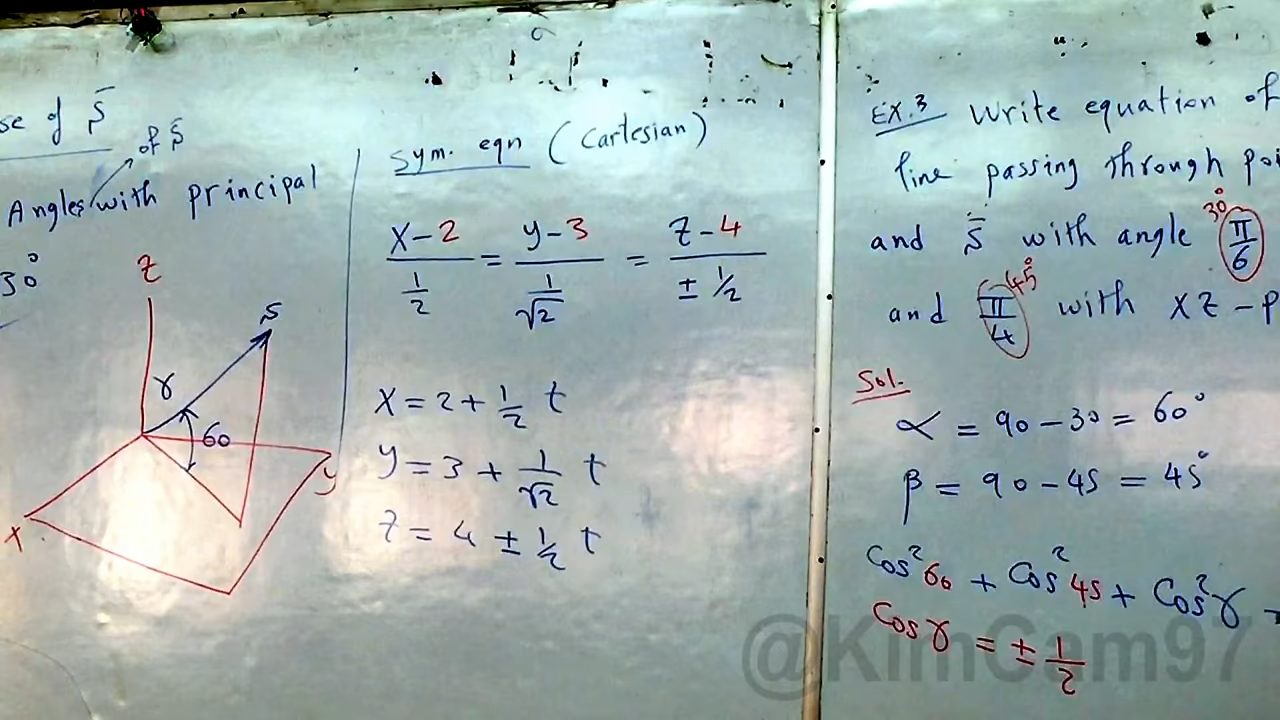 se of S̄
of S̄
Angles with principal
30°
z
S̄
γ
60
x
y
Sym. eqn (Cartesian)
x-2 / 1/2 = y-3 / 1/√2 = z-4 / ± 1/2
x = 2 + 1/2 t
y = 3 + 1/√2 t
z = 4 ± 1/2 t
EX.3 Write equation of
line passing through poi
and S̄ with angle π/6 30°
and π/4 45° with xz - P
Sol.
α = 90 - 30 = 60°
β = 90 - 45 = 45°
Cos²60 + Cos²45 + Cos²γ
Cos γ = ± 1/2
@KimCam97